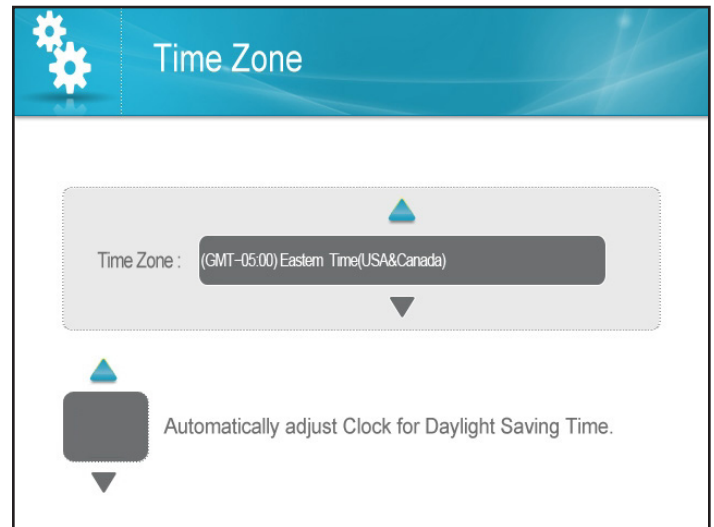 Time Zone
Time Zone : (GMT-05:00) Eastern Time(USA&Canada)
Automatically adjust Clock for Daylight Saving Time.